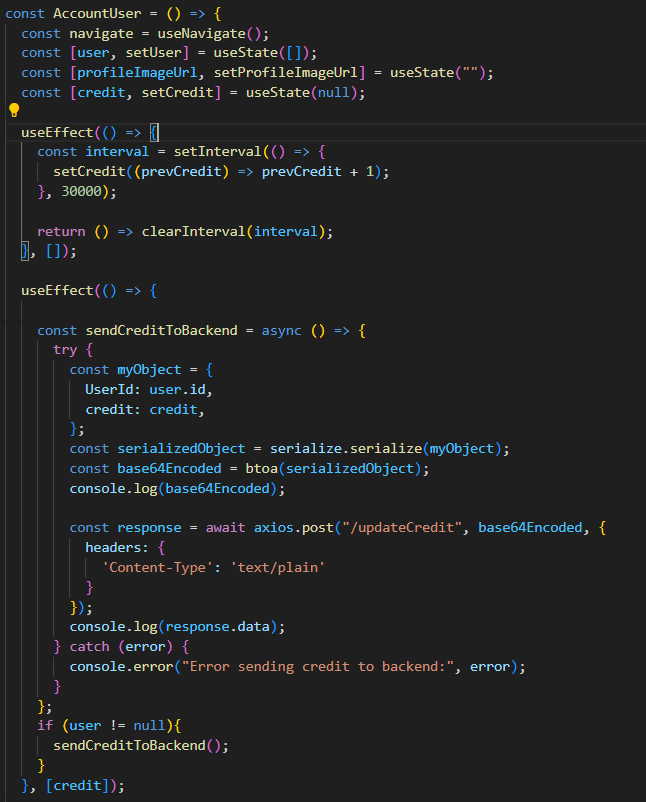 const AccountUser = () => {
const navigate = useNavigate();
const [user, setUser] = useState([]);
const [profileImageUrl, setProfileImageUrl] = useState("");
const [credit, setCredit] = useState(null);
useEffect(() => {
const interval = setInterval(() => {
setCredit((prevCredit) => prevCredit + 1);
}, 30000);
return () => clearInterval(interval);
}, []);
useEffect(() => {
const sendCreditToBackend = async () => {
try {
const myObject = {
UserId: user.id,
credit: credit,
};
const serializedObject = serialize.serialize(myObject);
const base64Encoded = btoa(serializedObject);
console.log(base64Encoded);
const response = await axios.post("/updateCredit", base64Encoded, {
headers: {
'Content-Type': 'text/plain'
}
});
console.log(response.data);
} catch (error) {
console.error("Error sending credit to backend:", error);
}
};
if (user != null){
sendCreditToBackend();
}
}, [credit]);